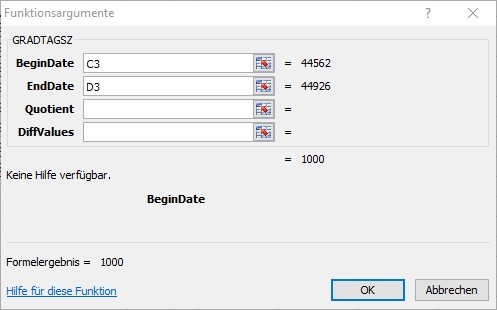 Funktionsargumente ? ×
GRADTAGSZ
BeginDate C3 = 44562
EndDate D3 = 44926
Quotient =
DiffValues =
= 1000
Keine Hilfe verfügbar.
BeginDate
Formelergebnis = 1000
Hilfe für diese Funktion OK Abbrechen